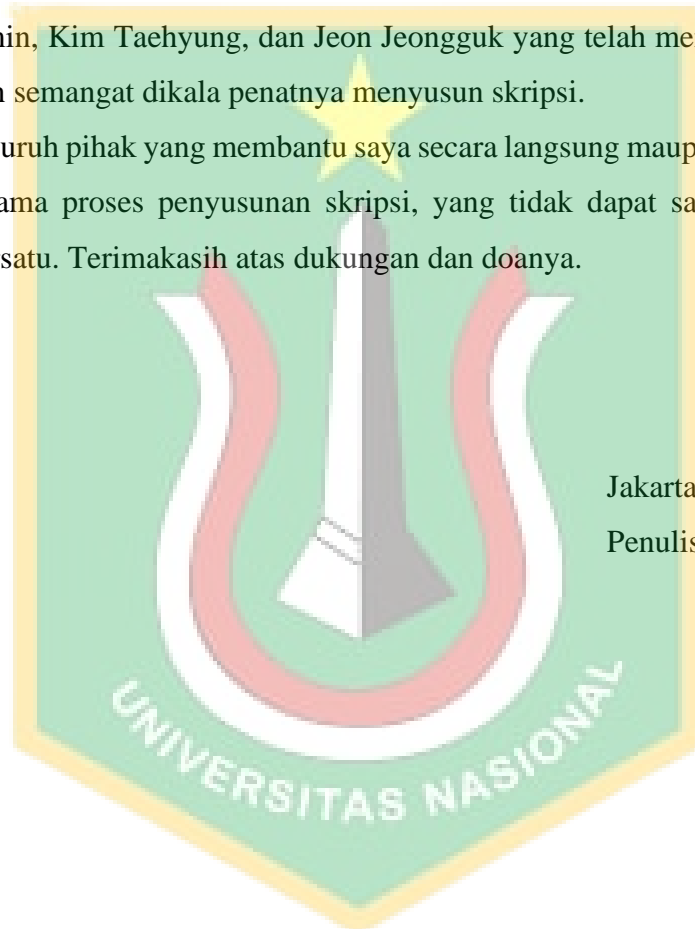 min, Kim Taehyung, dan Jeon Jeongguk yang telah me
semangat dikala penatnya menyusun skripsi.
uruh pihak yang membantu saya secara langsung maup
ama proses penyusunan skripsi, yang tidak dapat sa
satu. Terimakasih atas dukungan dan doanya.
Jakarta
Penulis
UNIVERSITAS NASIONAL